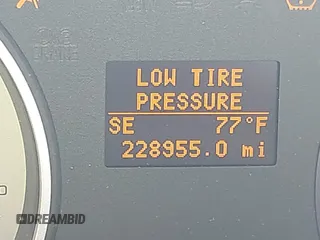 LOW TIRE
PRESSURE
SE 77°F
228955.0 mi
DREAMBID